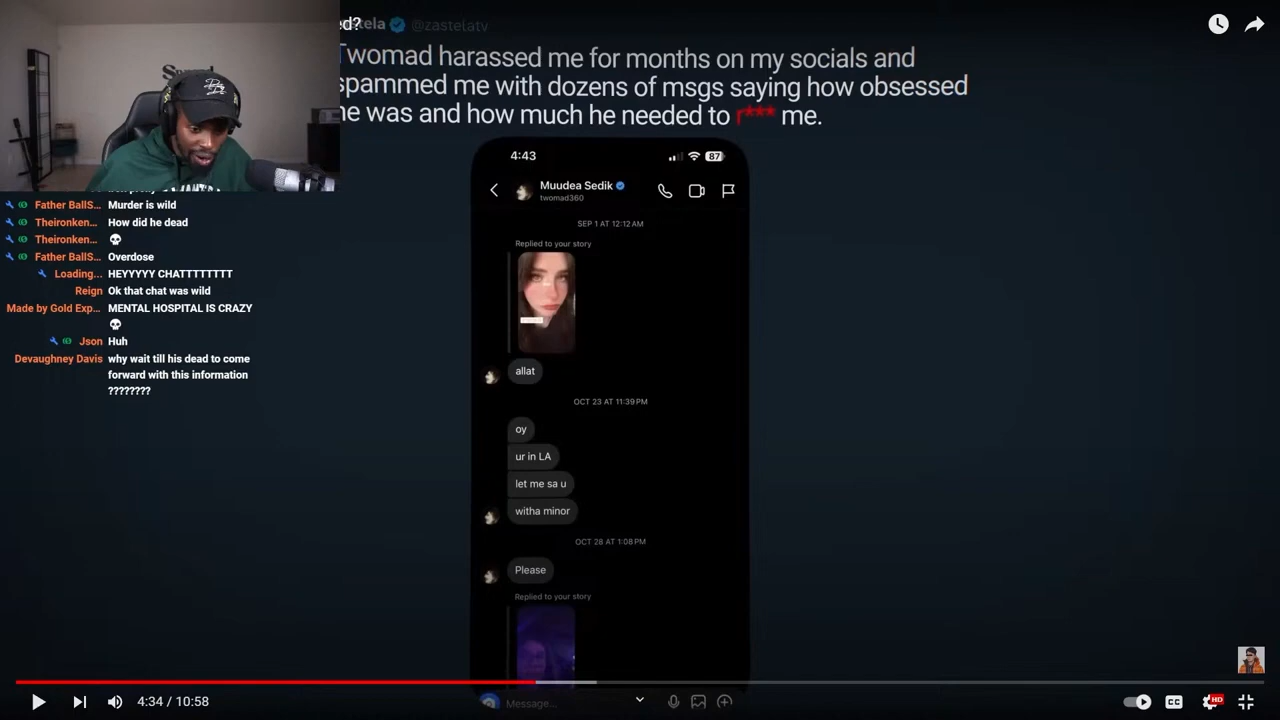 @zastelatv
Twomad harassed me for months on my socials and
spammed me with dozens of msgs saying how obsessed
he was and how much he needed to r*** me.
4:43
87
Muudea Sedik
twomad360
SEP 1 AT 12:12 AM
Replied to your story
allat
OCT 23 AT 11:39 PM
oy
ur in LA
let me sa u
witha minor
OCT 28 AT 1:08 PM
Please
Replied to your story
Message...
Father BallS... Murder is wild
Theironken... How did he dead
Theironken... 💀
Father BallS... Overdose
Loading... HEYYYYY CHATTTTTTT
Reign Ok that chat was wild
Made by Gold Exp... MENTAL HOSPITAL IS CRAZY
💀
Json Huh
Devaughney Davis why wait till his dead to come
forward with this information
????????
4:34 / 10:58
CC
HD